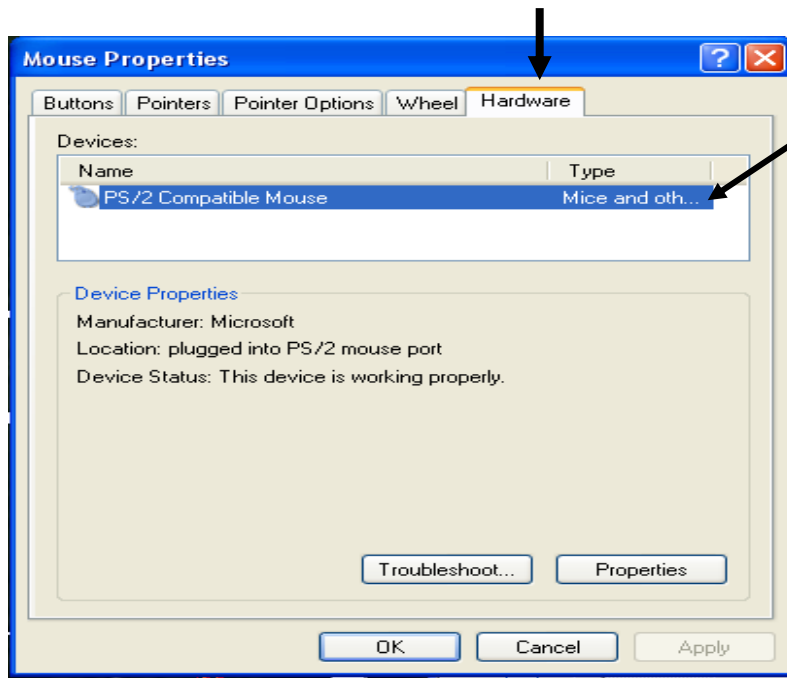 Mouse Properties
Buttons Pointers Pointer Options Wheel Hardware
Devices:
Name Type
PS/2 Compatible Mouse Mice and oth...
Device Properties
Manufacturer: Microsoft
Location: plugged into PS/2 mouse port
Device Status: This device is working properly.
Troubleshoot... Properties
OK Cancel Apply